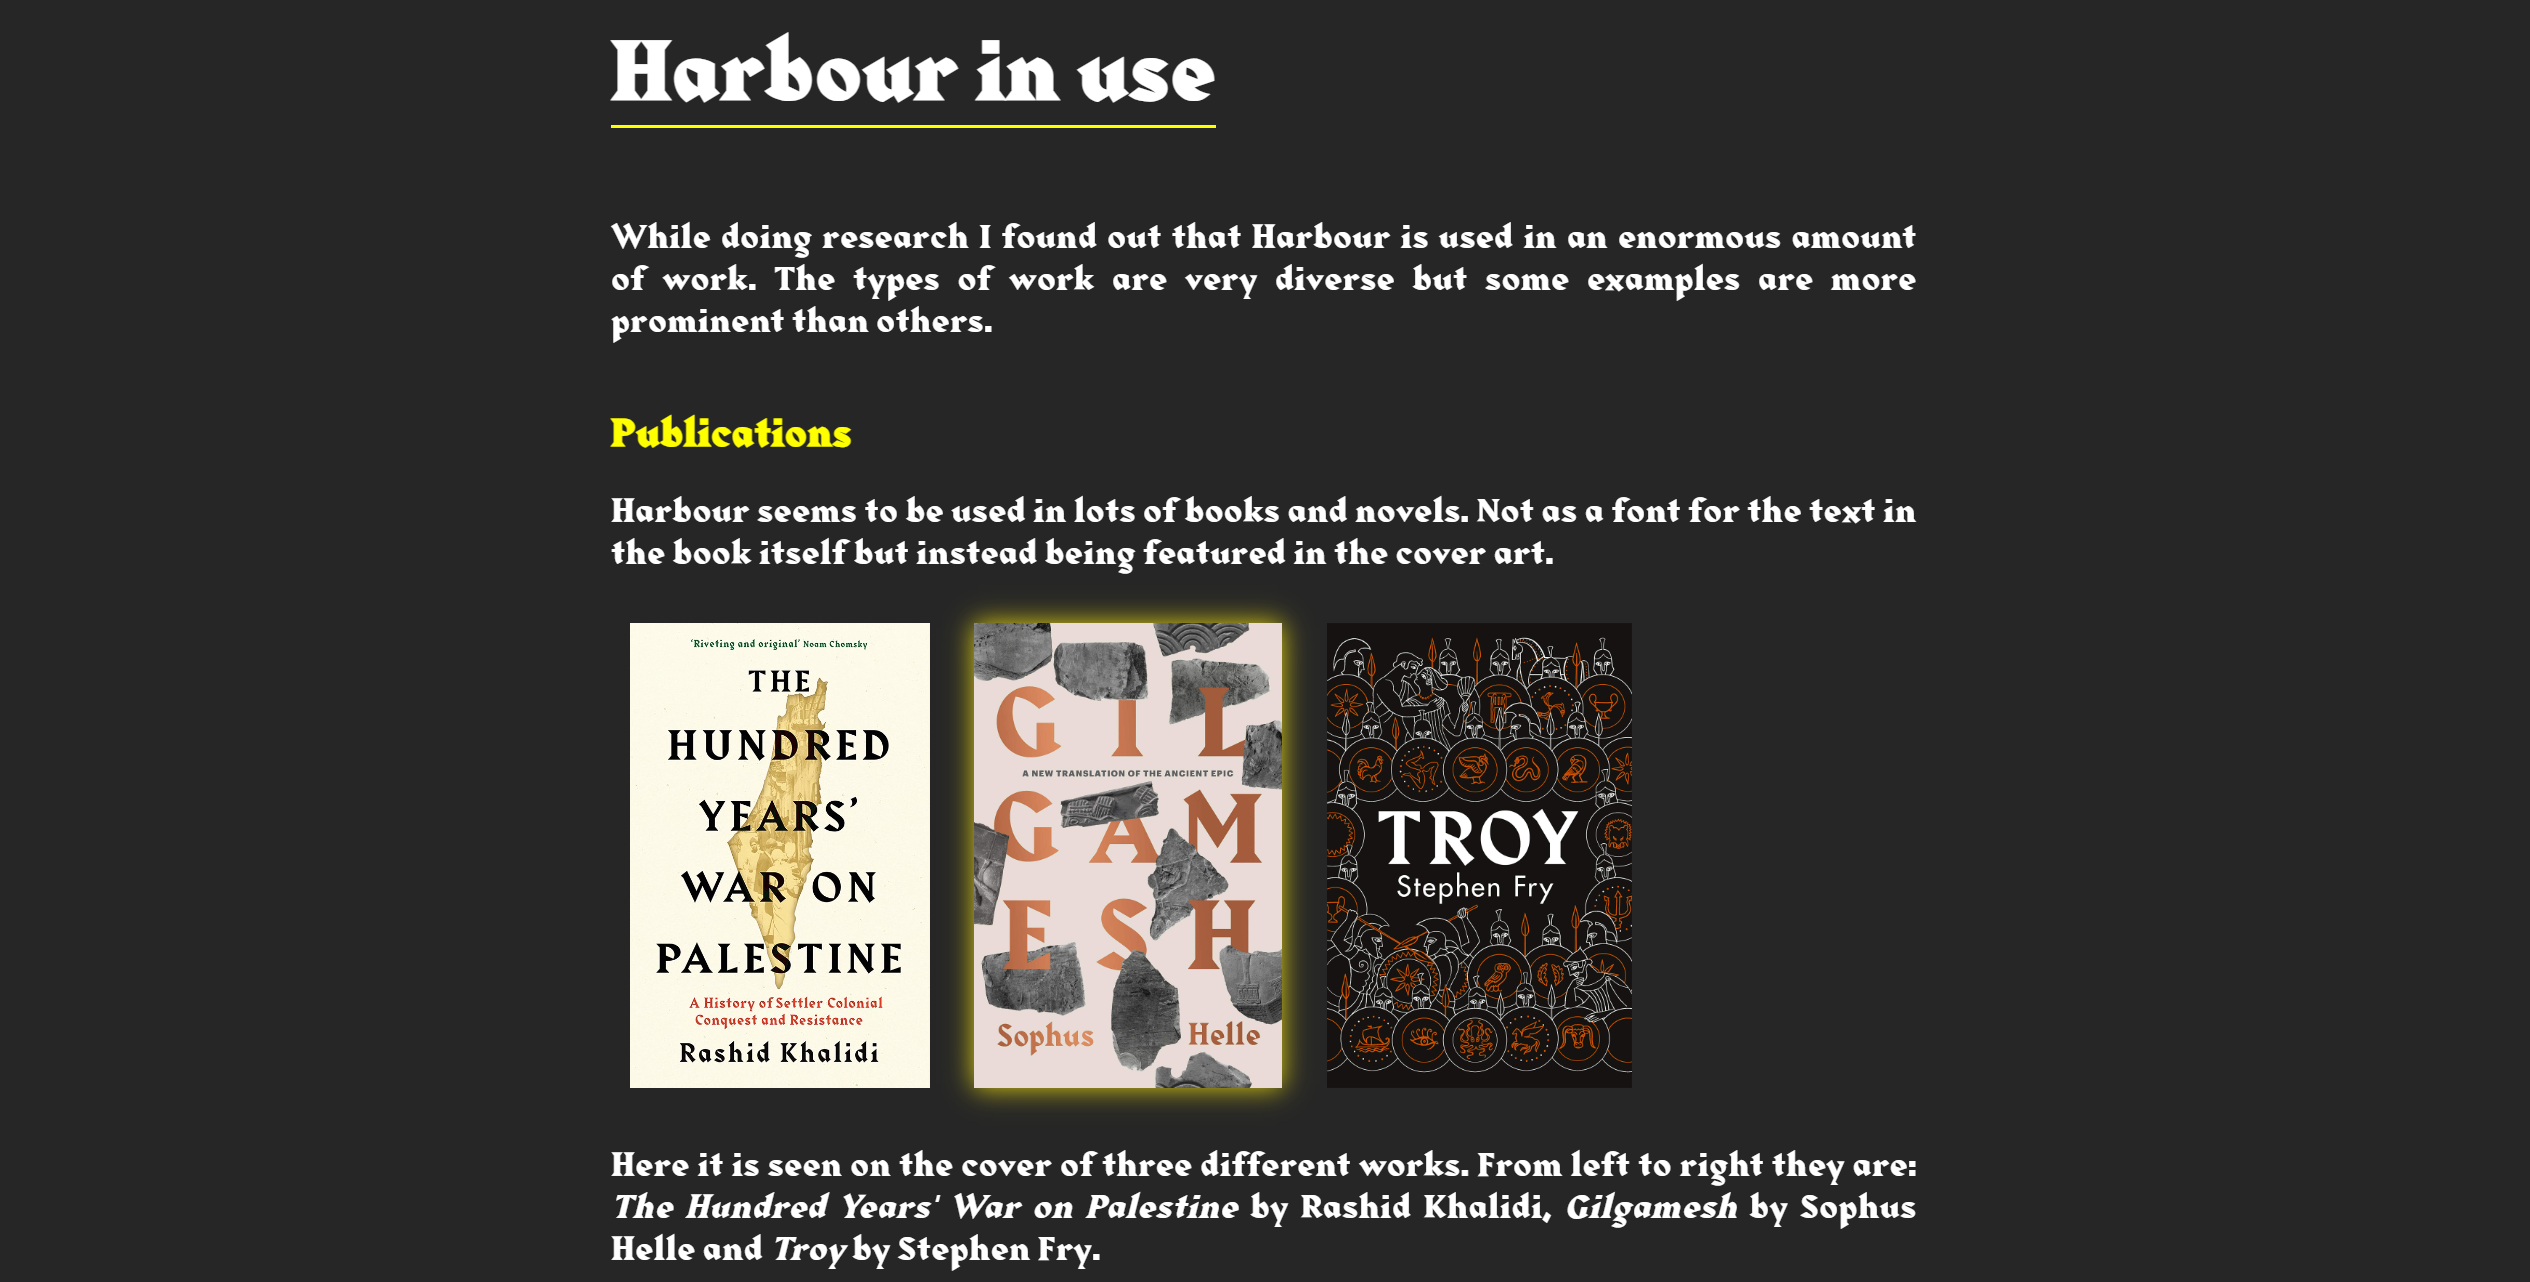 Harbour in use
While doing research I found out that Harbour is used in an enormous amount
of work. The types of work are very diverse but some examples are more
prominent than others.
Publications
Harbour seems to be used in lots of books and novels. Not as a font for the text in
the book itself but instead being featured in the cover art.
‘Riveting and original’ Noam Chomsky
THE
HUNDRED
YEARS’
WAR ON
PALESTINE
A History of Settler Colonial
Conquest and Resistance
Rashid Khalidi
GIL
A NEW TRANSLATION OF THE ANCIENT EPIC
GAM
ESH
Sophus Helle
TROY
Stephen Fry
Here it is seen on the cover of three different works. From left to right they are:
The Hundred Years' War on Palestine by Rashid Khalidi, Gilgamesh by Sophus
Helle and Troy by Stephen Fry.